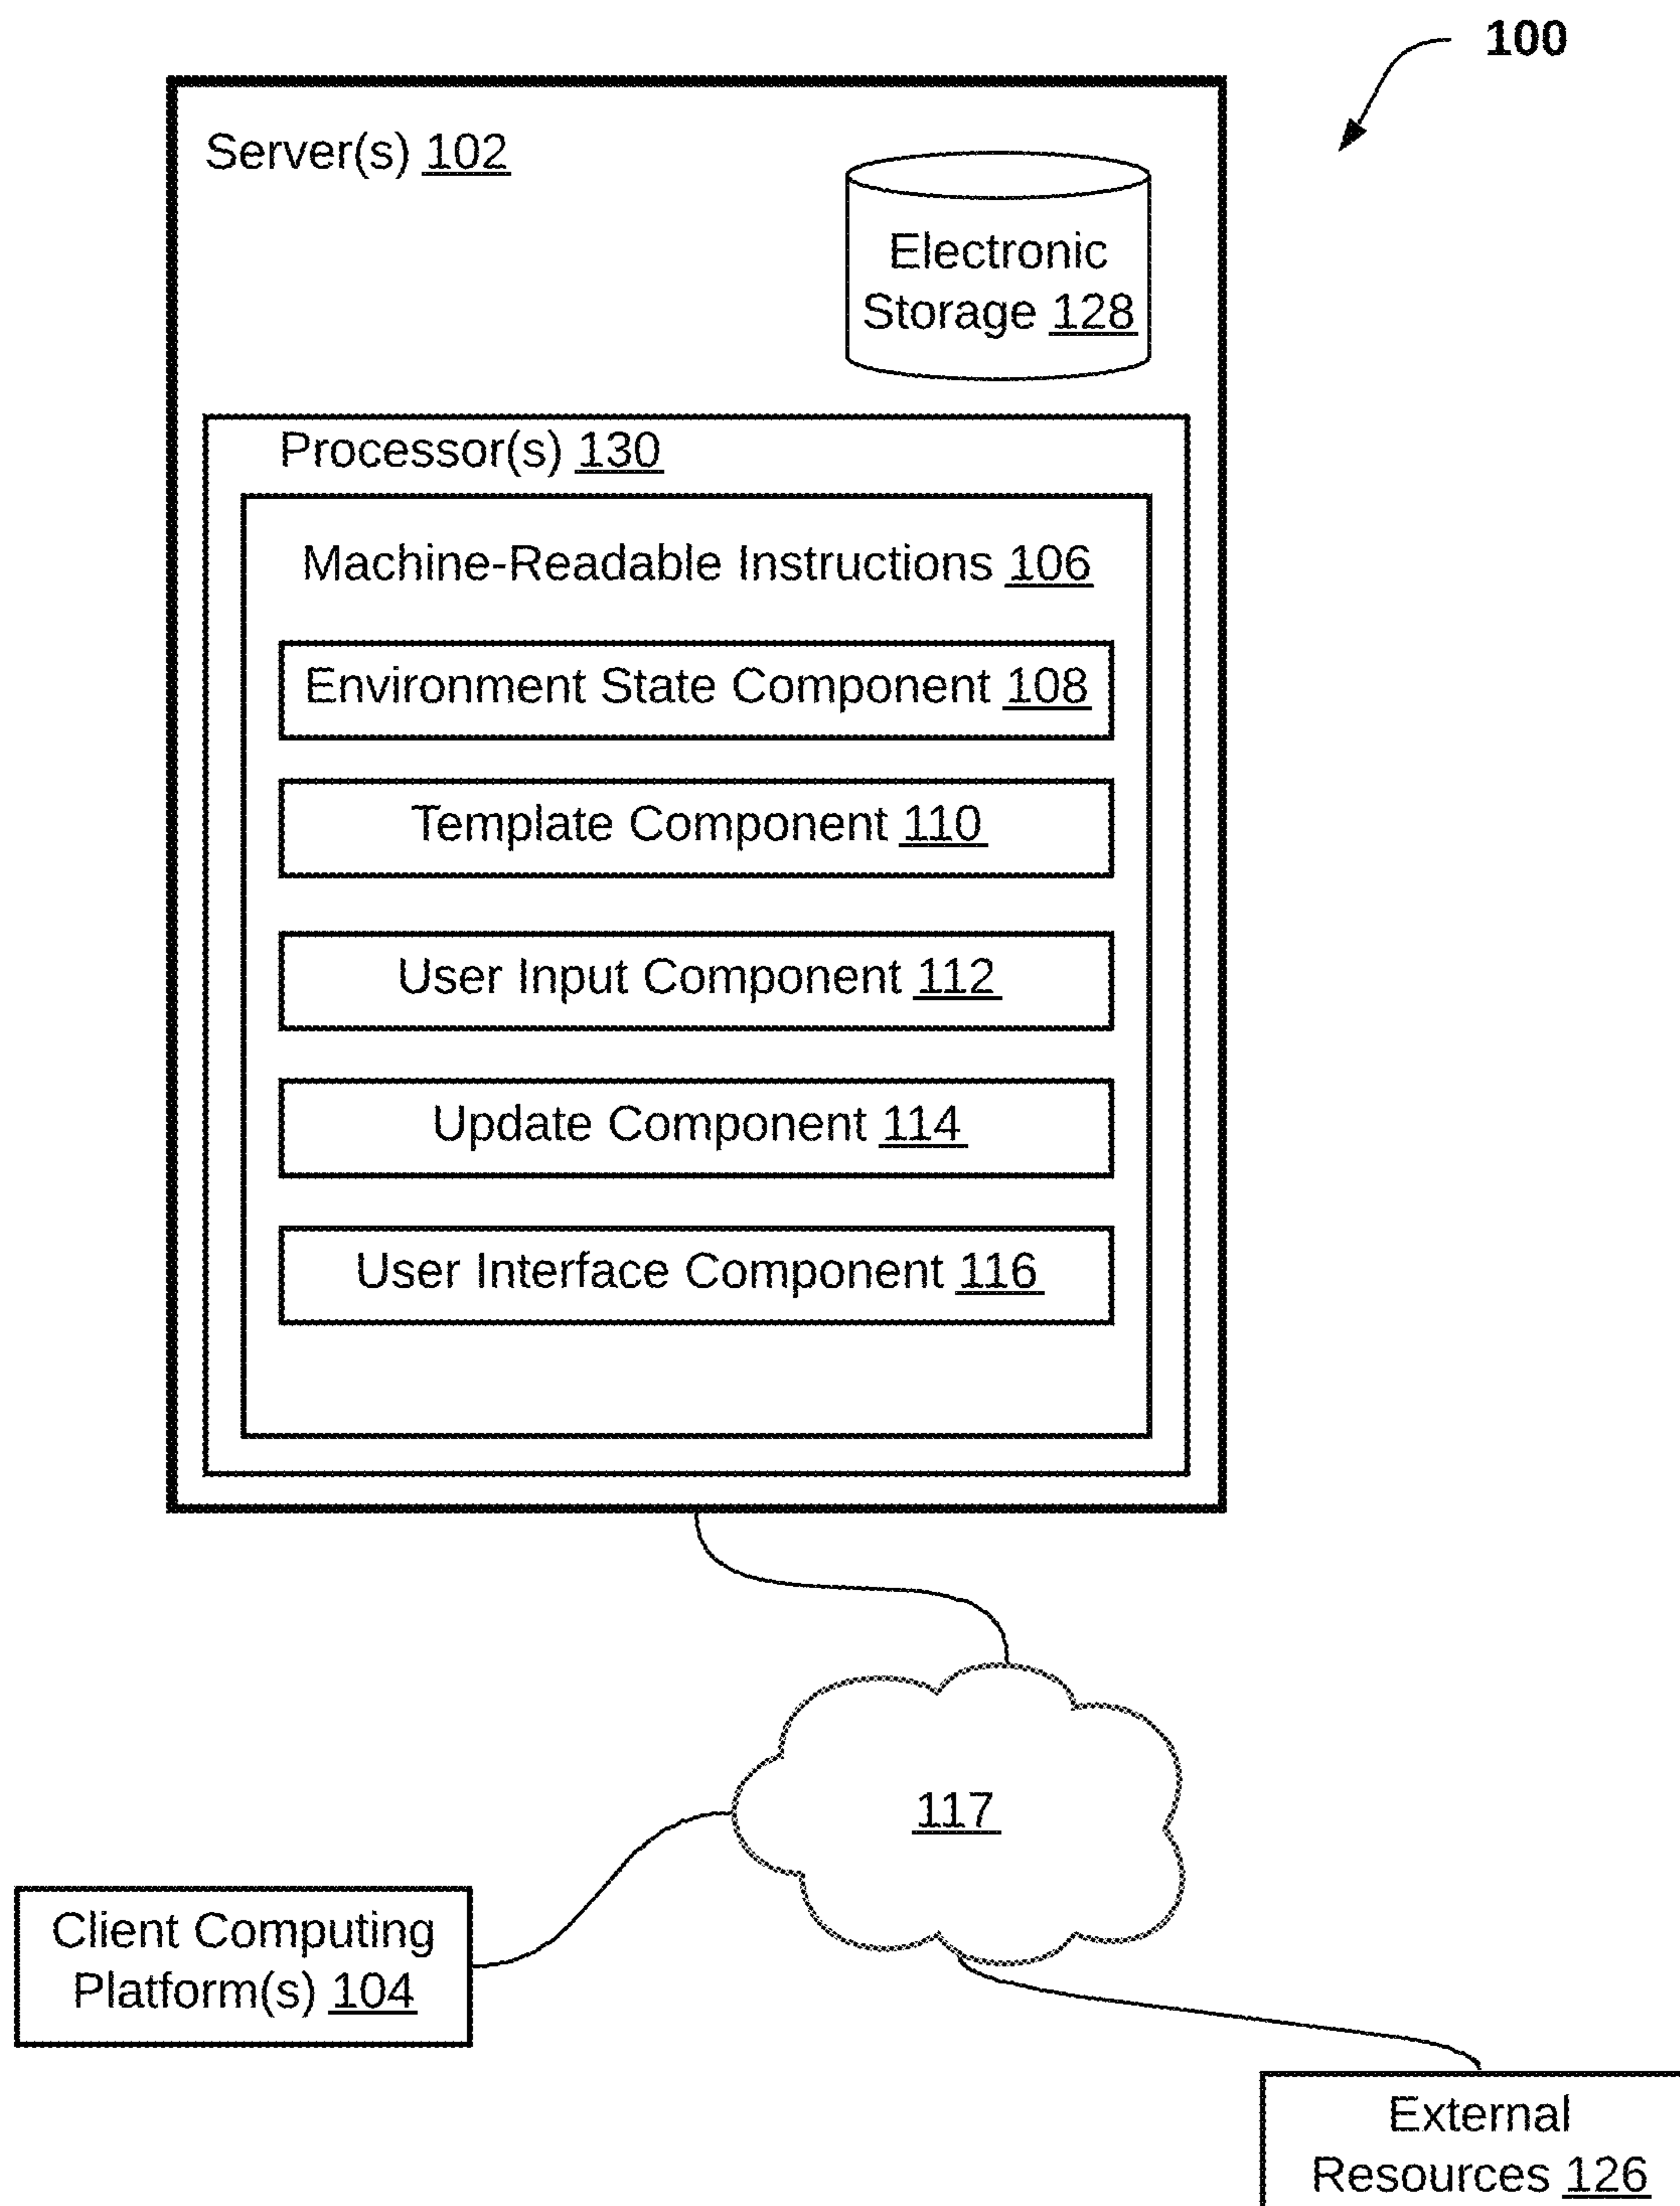 100
Server(s) 102
Electronic
Storage 128
Processor(s) 130
Machine-Readable Instructions 106
Environment State Component 108
Template Component 110
User Input Component 112
Update Component 114
User Interface Component 116
117
Client Computing
Platform(s) 104
External
Resources 126